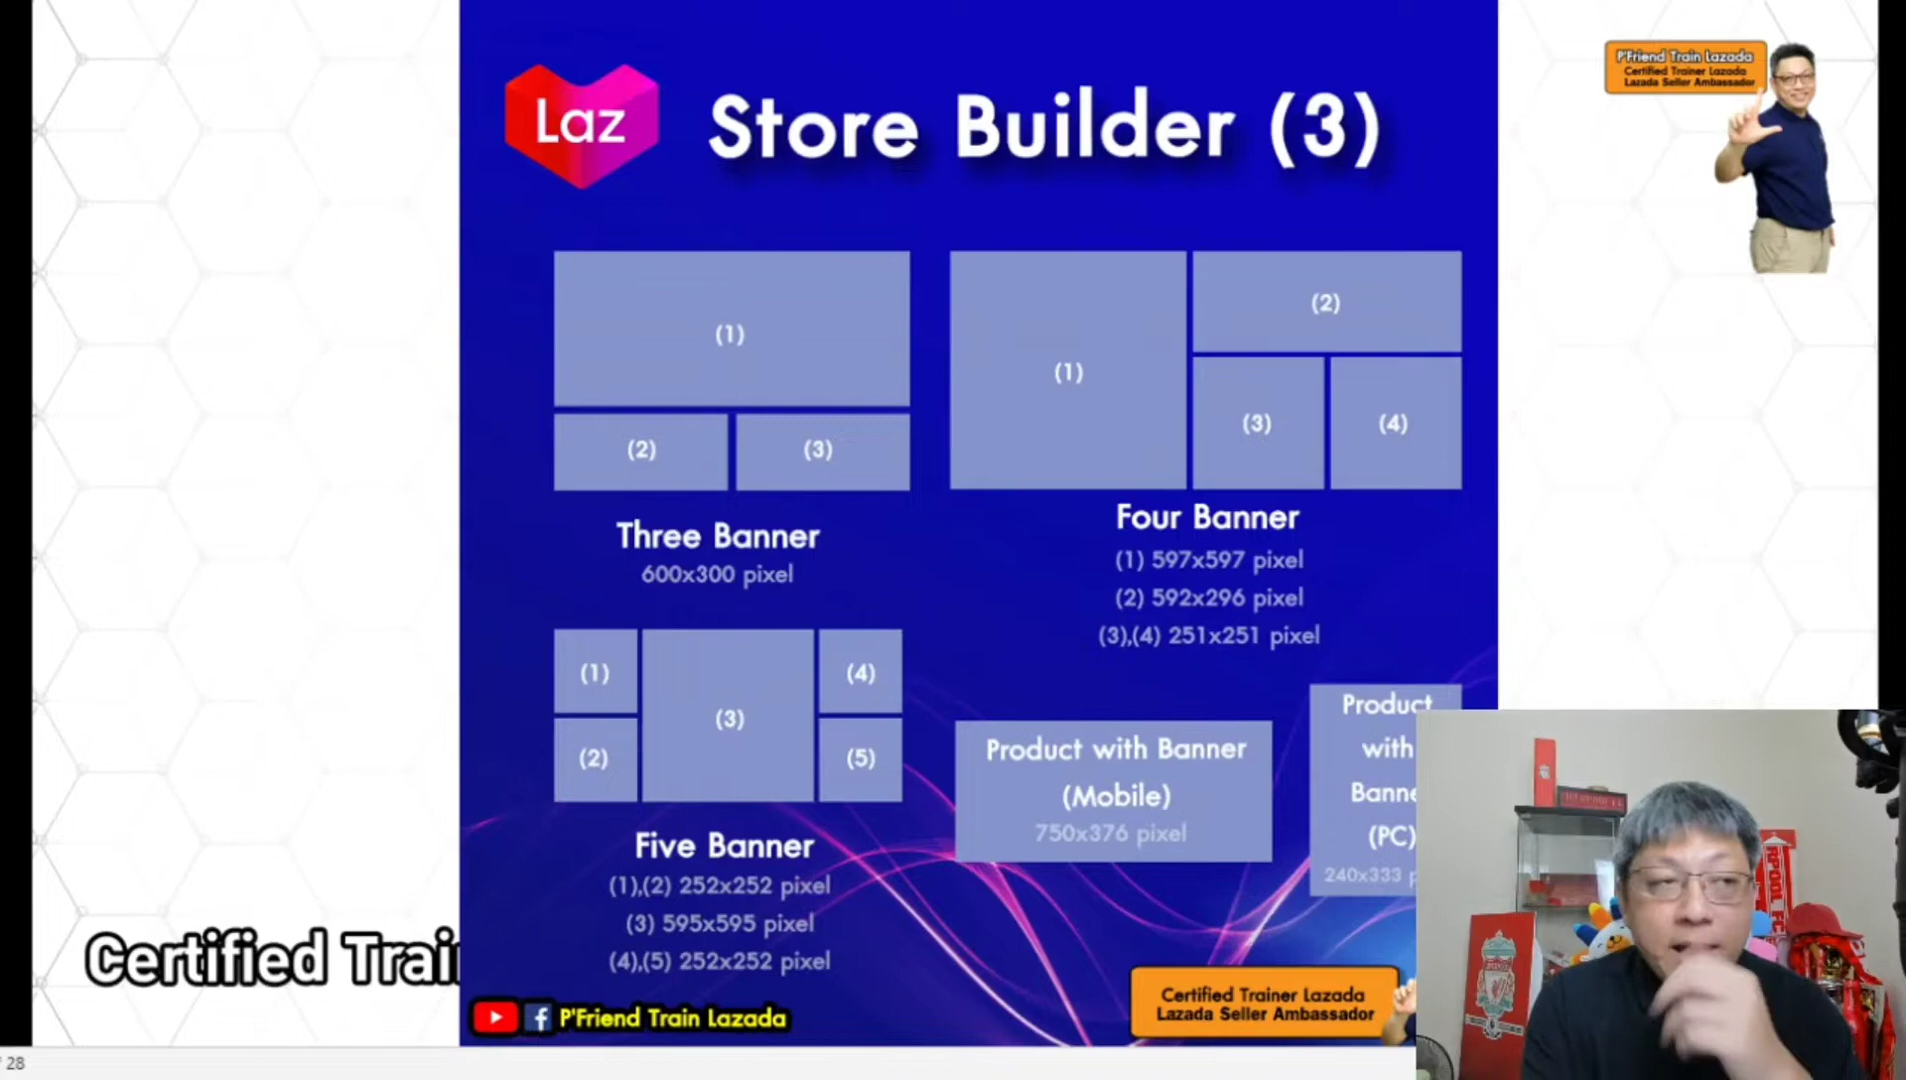 P'Friend Train Lazada
Certified Trainer Lazada
Lazada Seller Ambassador
Laz
Store Builder (3)
(1)
(2)
(3)
Three Banner
600x300 pixel
(1)
(2)
(3)
(4)
Four Banner
(1) 597x597 pixel
(2) 592x296 pixel
(3),(4) 251x251 pixel
(1)
(2)
(3)
(4)
(5)
Five Banner
(1),(2) 252x252 pixel
(3) 595x595 pixel
(4),(5) 252x252 pixel
Product with Banner
(Mobile)
750x376 pixel
Product
with
Banne
(PC)
240x333 p
Certified Trai
P'Friend Train Lazada
Certified Trainer Lazada
Lazada Seller Ambassador
28